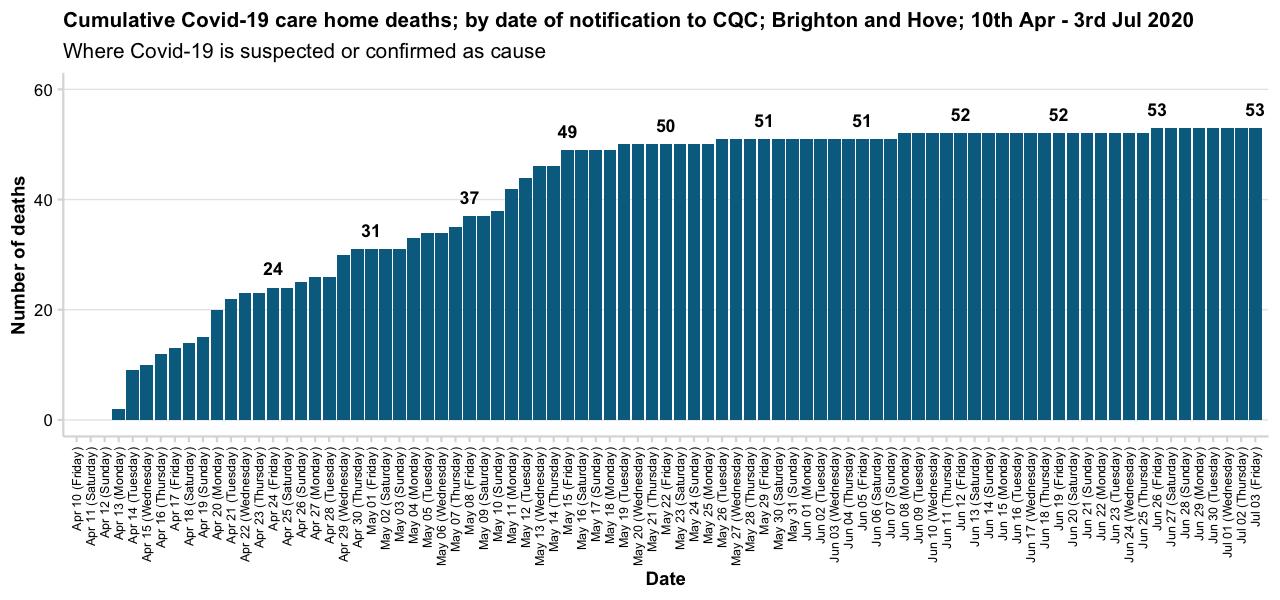 Cumulative Covid-19 care home deaths; by date of notification to CQC; Brighton and Hove; 10th Apr - 3rd Jul 2020
Where Covid-19 is suspected or confirmed as cause
Number of deaths
60
40
20
0
24
31
37
49
50
51
51
52
52
53
53
Apr 10 (Friday)
Apr 11 (Saturday)
Apr 12 (Sunday)
Apr 13 (Monday)
Apr 14 (Tuesday)
Apr 15 (Wednesday)
Apr 16 (Thursday)
Apr 17 (Friday)
Apr 18 (Saturday)
Apr 19 (Sunday)
Apr 20 (Monday)
Apr 21 (Tuesday)
Apr 22 (Wednesday)
Apr 23 (Thursday)
Apr 24 (Friday)
Apr 25 (Saturday)
Apr 26 (Sunday)
Apr 27 (Monday)
Apr 28 (Tuesday)
Apr 29 (Wednesday)
Apr 30 (Thursday)
May 01 (Friday)
May 02 (Saturday)
May 03 (Sunday)
May 04 (Monday)
May 05 (Tuesday)
May 06 (Wednesday)
May 07 (Thursday)
May 08 (Friday)
May 09 (Saturday)
May 10 (Sunday)
May 11 (Monday)
May 12 (Tuesday)
May 13 (Wednesday)
May 14 (Thursday)
May 15 (Friday)
May 16 (Saturday)
May 17 (Sunday)
May 18 (Monday)
May 19 (Tuesday)
May 20 (Wednesday)
May 21 (Thursday)
May 22 (Friday)
May 23 (Saturday)
May 24 (Sunday)
May 25 (Monday)
May 26 (Tuesday)
May 27 (Wednesday)
May 28 (Thursday)
May 29 (Friday)
May 30 (Saturday)
May 31 (Sunday)
Jun 01 (Monday)
Jun 02 (Tuesday)
Jun 03 (Wednesday)
Jun 04 (Thursday)
Jun 05 (Friday)
Jun 06 (Saturday)
Jun 07 (Sunday)
Jun 08 (Monday)
Jun 09 (Tuesday)
Jun 10 (Wednesday)
Jun 11 (Thursday)
Jun 12 (Friday)
Jun 13 (Saturday)
Jun 14 (Sunday)
Jun 15 (Monday)
Jun 16 (Tuesday)
Jun 17 (Wednesday)
Jun 18 (Thursday)
Jun 19 (Friday)
Jun 20 (Saturday)
Jun 21 (Sunday)
Jun 22 (Monday)
Jun 23 (Tuesday)
Jun 24 (Wednesday)
Jun 25 (Thursday)
Jun 26 (Friday)
Jun 27 (Saturday)
Jun 28 (Sunday)
Jun 29 (Monday)
Jun 30 (Tuesday)
Jul 01 (Wednesday)
Jul 02 (Thursday)
Jul 03 (Friday)
Date